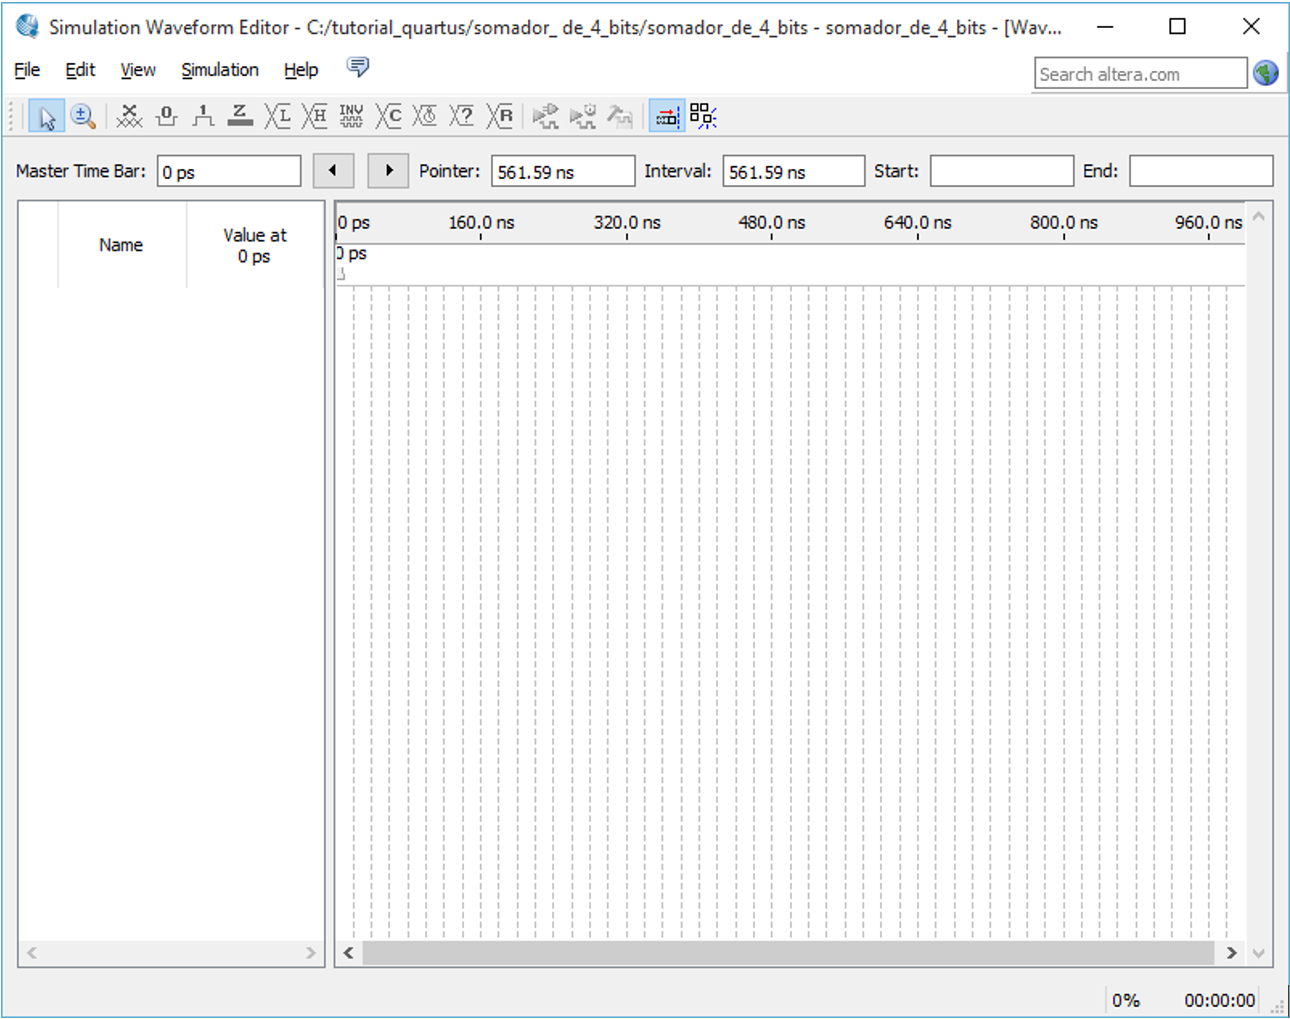 Simulation Waveform Editor - C:/tutorial_quartus/somador_ de_4_bits/somador_de_4_bits - somador_de_4_bits - [Wav...
File Edit View Simulation Help
Search altera.com
X 0 1 Z L H INV C ? R
Master Time Bar: 0 ps Pointer: 561.59 ns Interval: 561.59 ns Start: End:
Name
Value at
0 ps
0 ps 160.0 ns 320.0 ns 480.0 ns 640.0 ns 800.0 ns 960.0 ns
0 ps
0% 00:00:00